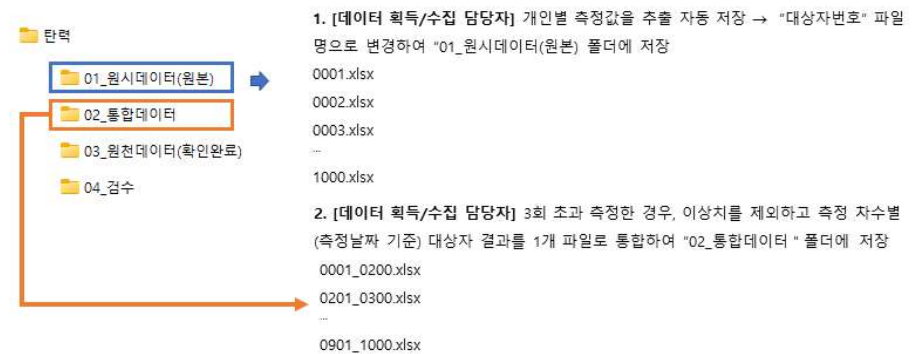 탄력
01_원시데이터(원본)
02_통합데이터
03_원천데이터(확인완료)
04_검수
1. [데이터 획득/수집 담당자] 개인별 측정값을 추출 자동 저장 → "대상자번호" 파일
명으로 변경하여 "01_원시데이터(원본) 폴더에 저장
0001.xlsx
0002.xlsx
0003.xlsx
…
1000.xlsx
2. [데이터 획득/수집 담당자] 3회 초과 측정한 경우, 이상치를 제외하고 측정 차수별
(측정날짜 기준) 대상자 결과를 1개 파일로 통합하여 "02_통합데이터 " 폴더에 저장
0001_0200.xlsx
0201_0300.xlsx
…
0901_1000.xlsx